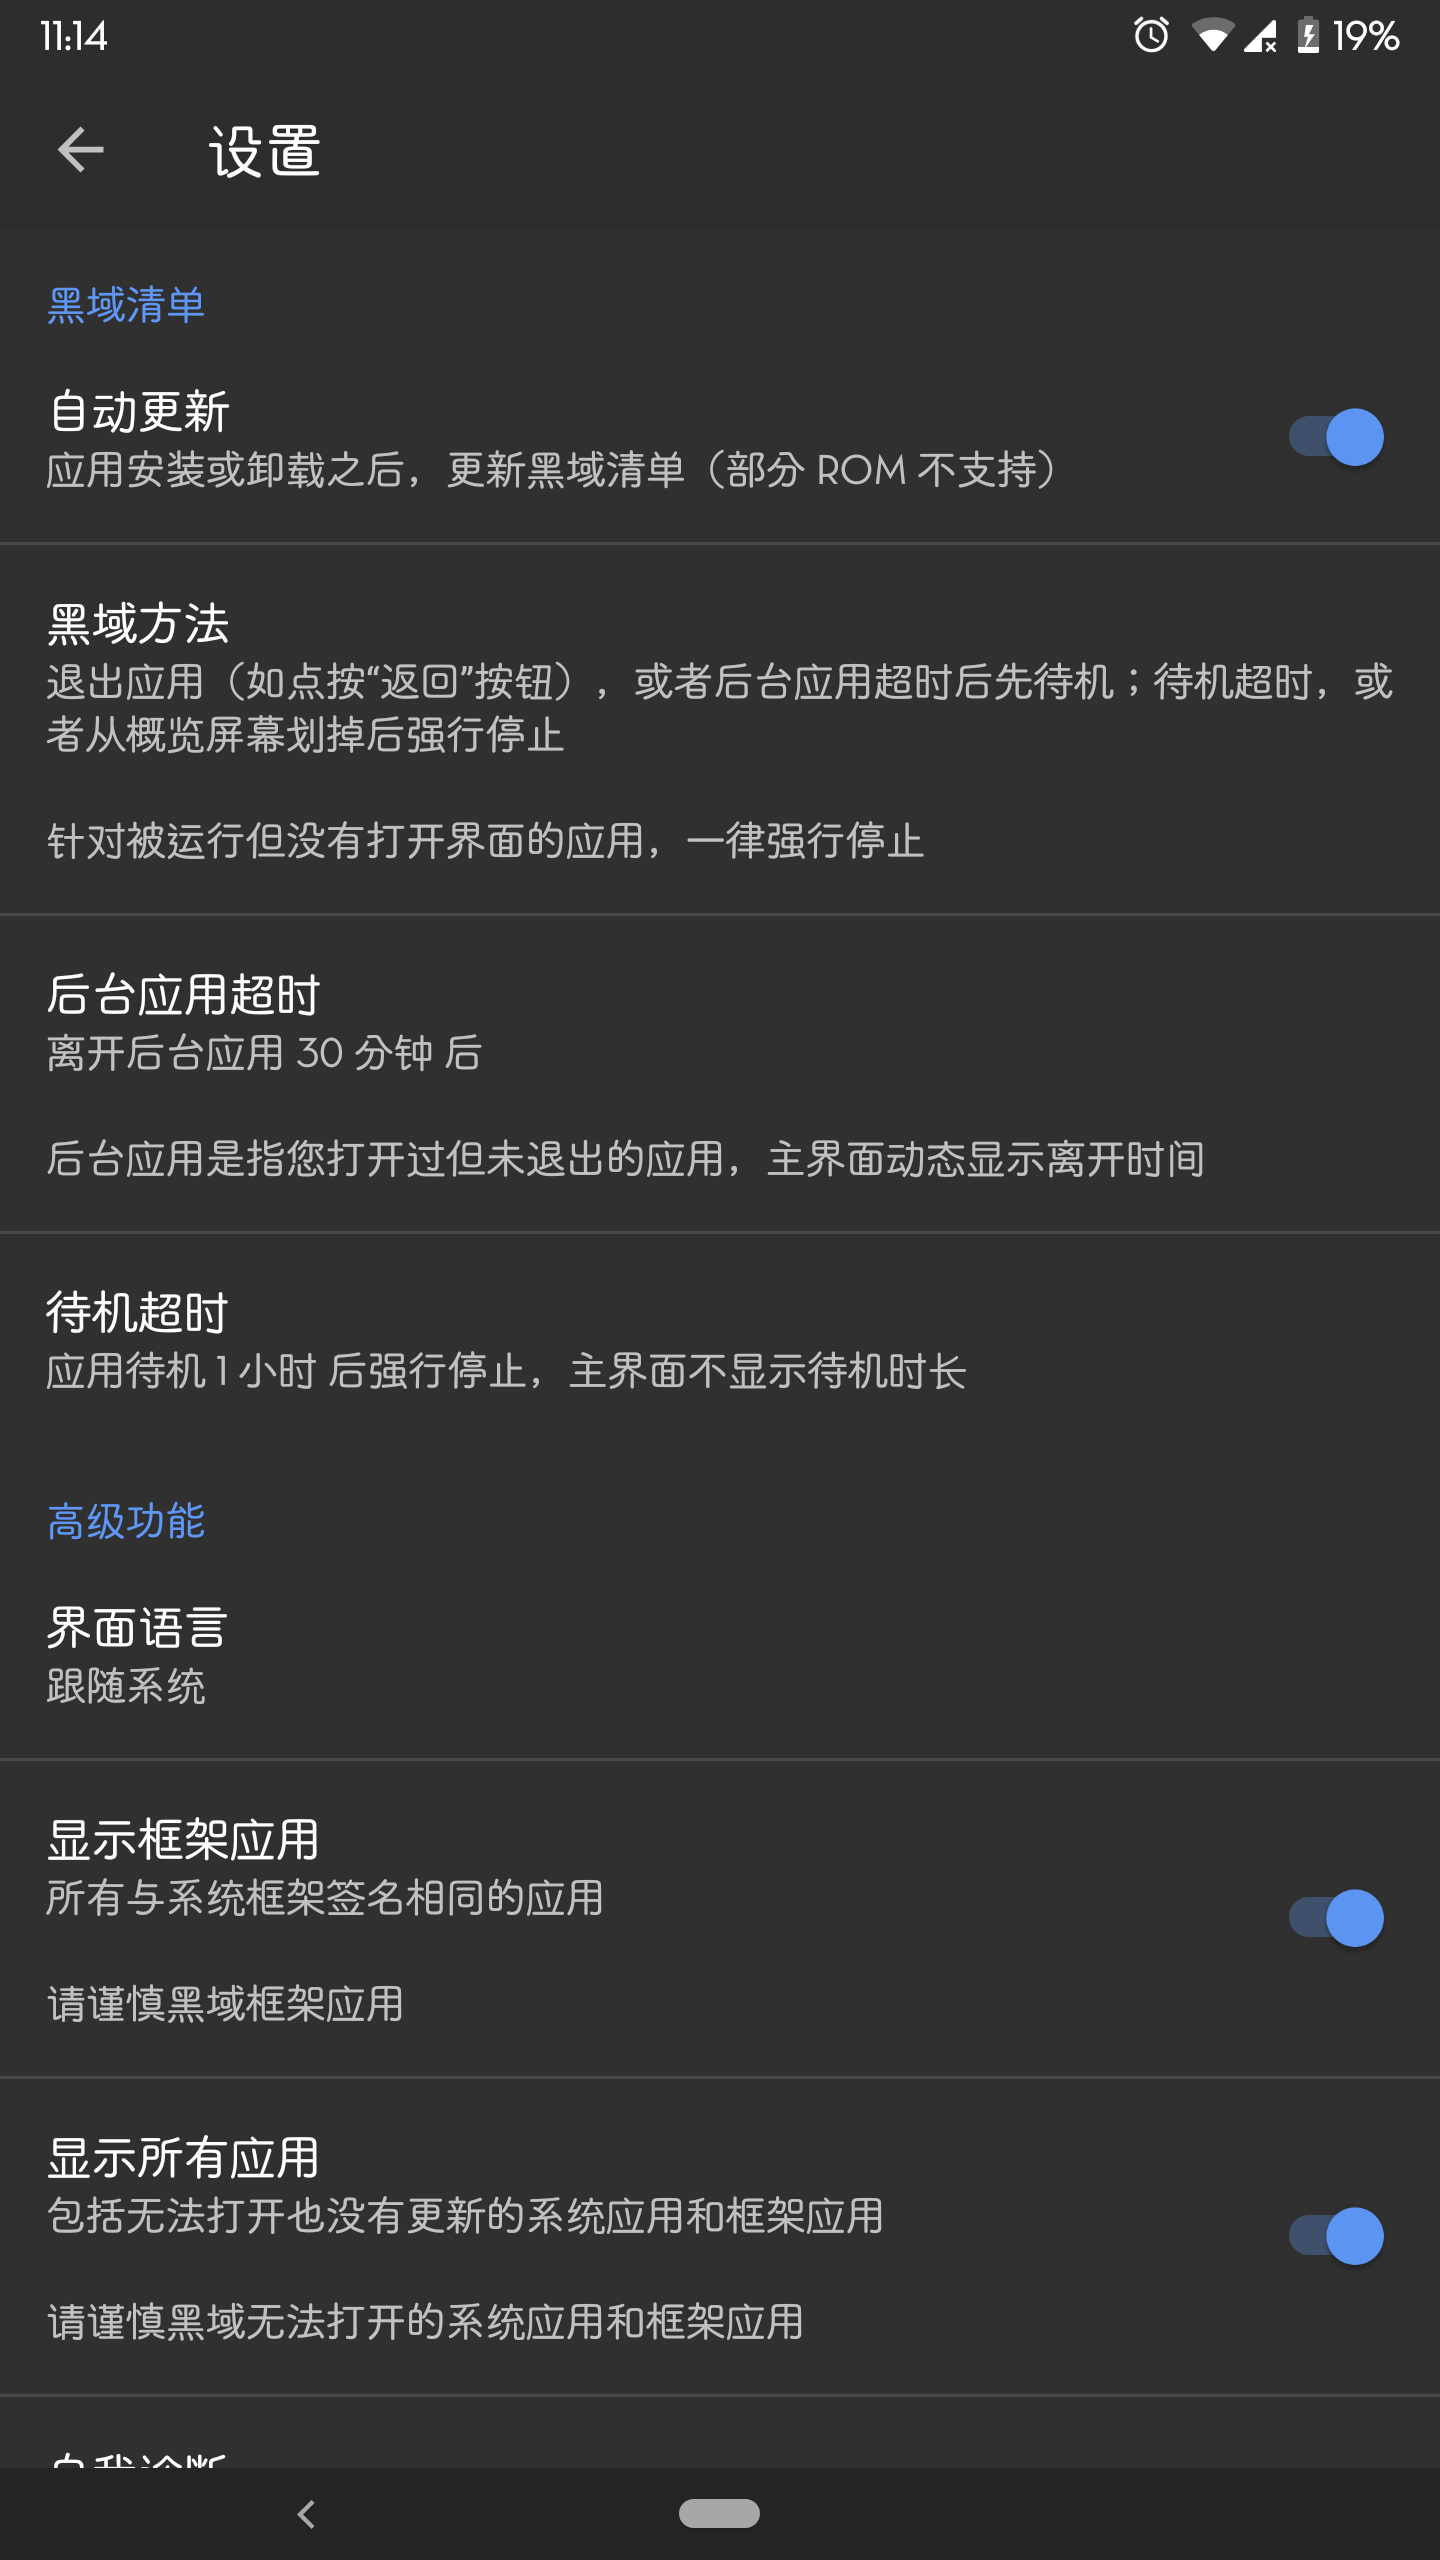 11:14
19%
设置
黑域清单
自动更新
应用安装或卸载之后，更新黑域清单（部分 ROM 不支持）
黑域方法
退出应用（如点按“返回”按钮），或者后台应用超时后先待机；待机超时，或
者从概览屏幕划掉后强行停止
针对被运行但没有打开界面的应用，一律强行停止
后台应用超时
离开后台应用 30 分钟 后
后台应用是指您打开过但未退出的应用，主界面动态显示离开时间
待机超时
应用待机 1 小时 后强行停止，主界面不显示待机时长
高级功能
界面语言
跟随系统
显示框架应用
所有与系统框架签名相同的应用
请谨慎黑域框架应用
显示所有应用
包括无法打开也没有更新的系统应用和框架应用
请谨慎黑域无法打开的系统应用和框架应用
自我诊断